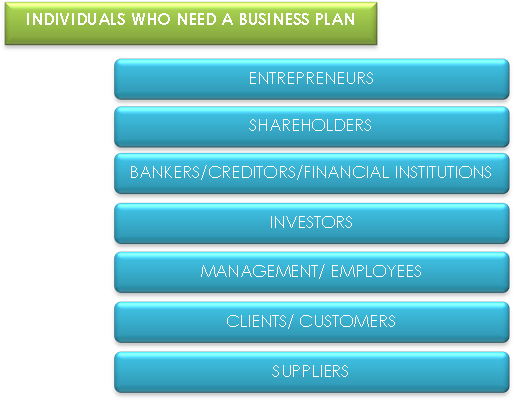 INDIVIDUALS WHO NEED A BUSINESS PLAN
ENTREPRENEURS
SHAREHOLDERS
BANKERS/CREDITORS/FINANCIAL INSTITUTIONS
INVESTORS
MANAGEMENT/ EMPLOYEES
CLIENTS/ CUSTOMERS
SUPPLIERS